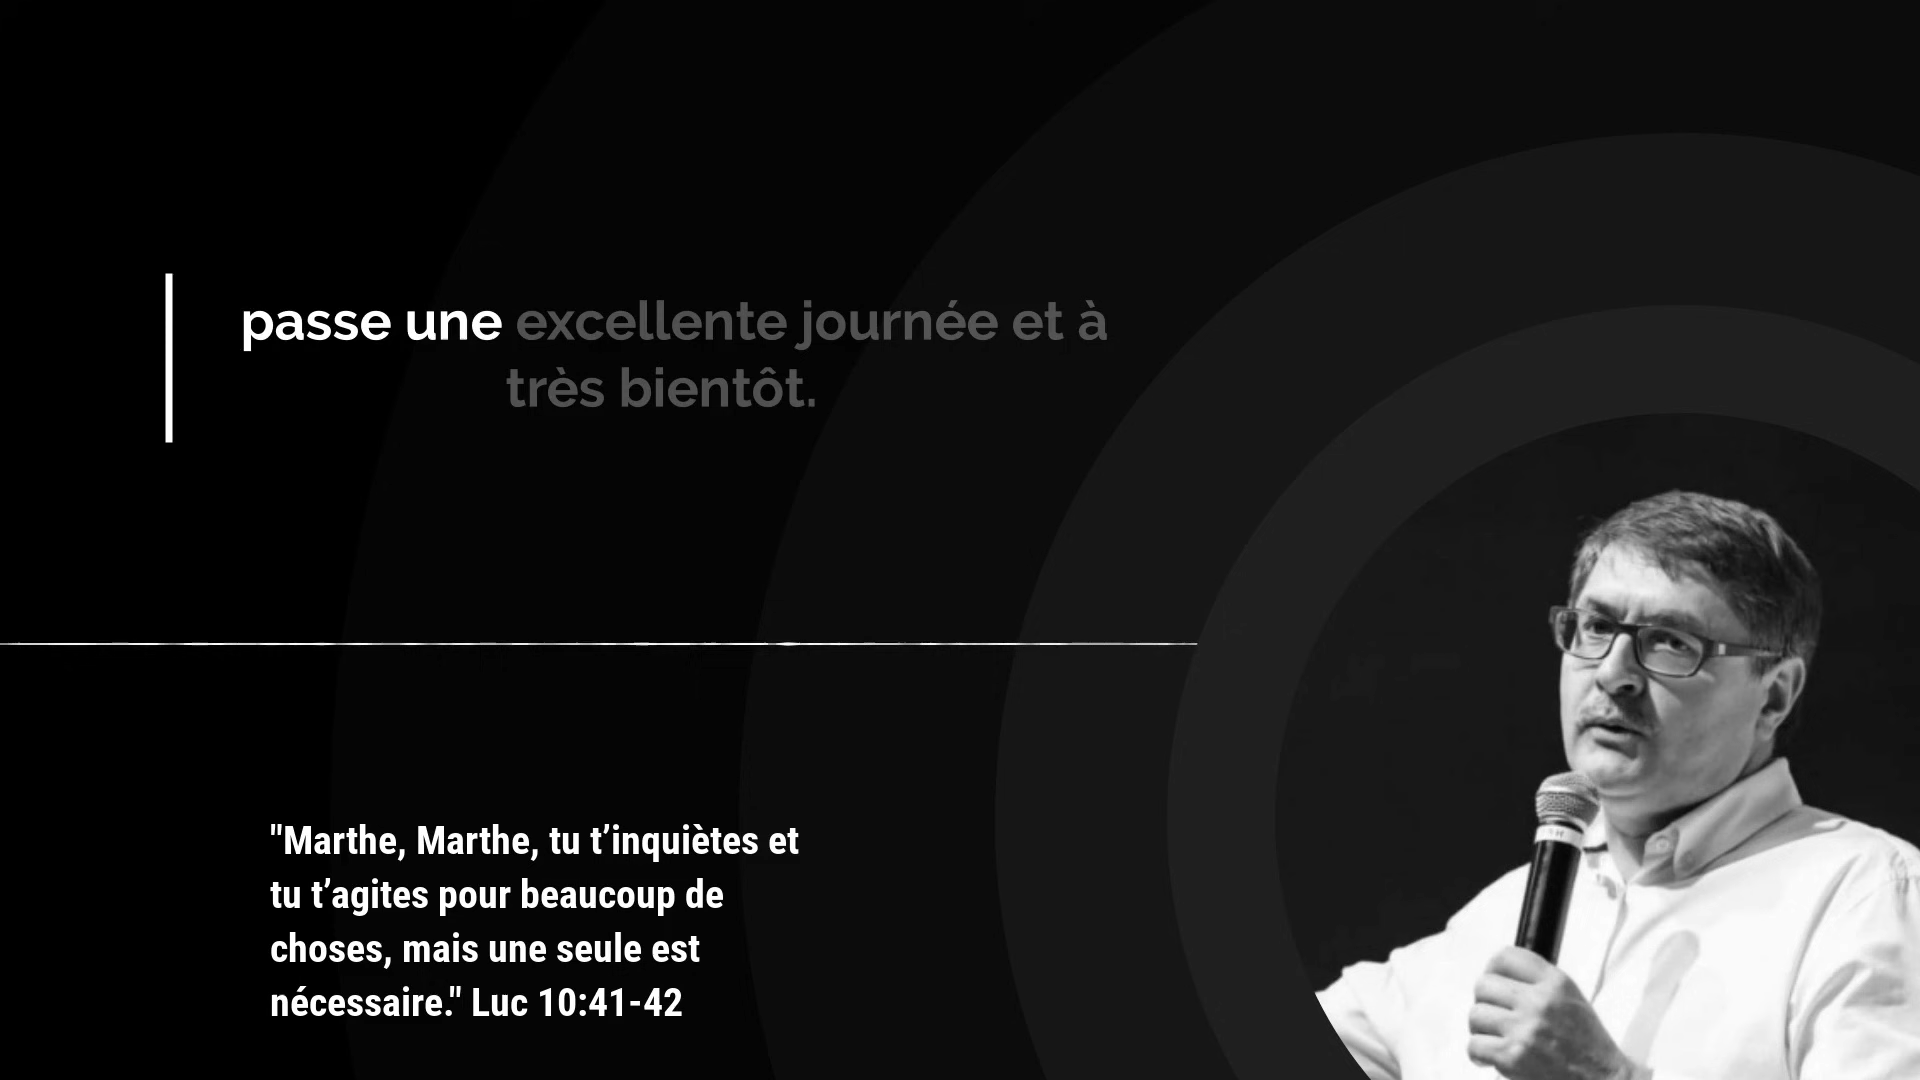 passe une excellente journée et à
très bientôt.
"Marthe, Marthe, tu t’inquiètes et
tu t’agites pour beaucoup de
choses, mais une seule est
nécessaire." Luc 10:41-42